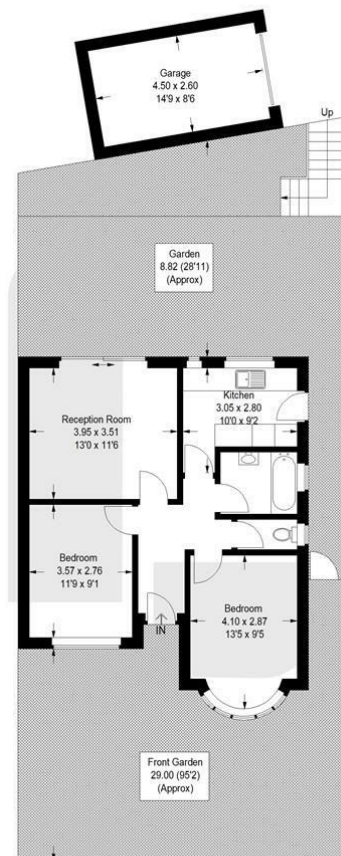 Garage
4.50 x 2.60
14'9 x 8'6
Up
Garden
8.82 (28'11)
(Approx)
Kitchen
3.05 x 2.80
10'0 x 9'2
Reception Room
3.95 x 3.51
13'0 x 11'6
Bedroom
3.57 x 2.76
11'9 x 9'1
Bedroom
4.10 x 2.87
13'5 x 9'5
IN
Front Garden
29.00 (95'2)
(Approx)